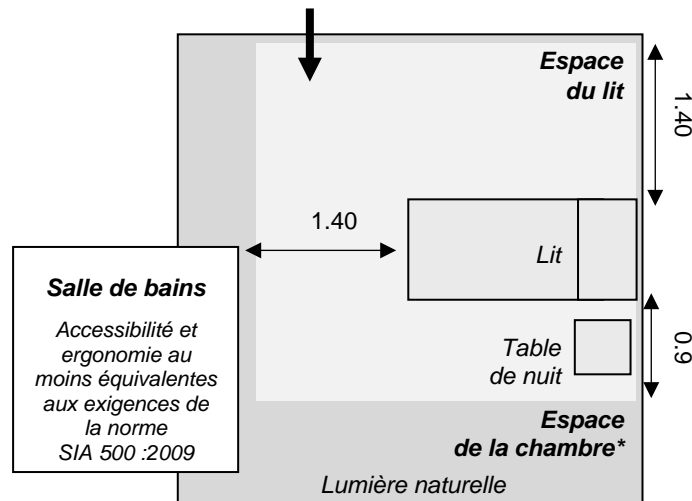 Espace
du lit
1.40
1.40
Lit
Salle de bains
Accessibilité et
ergonomie au
moins équivalentes
aux exigences de
la norme
SIA 500 :2009
Table
de nuit
0.9
Espace
de la chambre*
Lumière naturelle